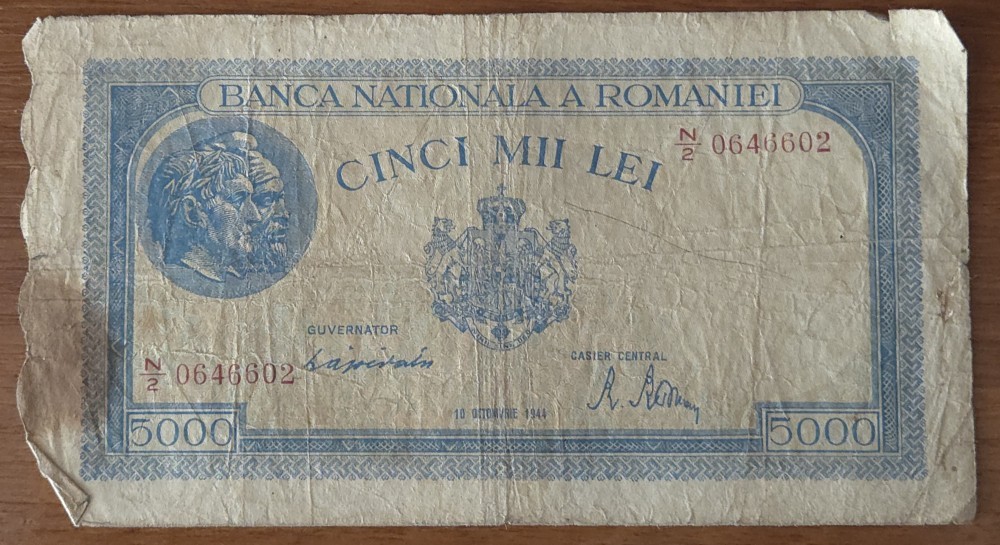 BANCA NATIONALA A ROMANIEI
CINCI MII LEI
N/2 0646602
GUVERNATOR
CASIER CENTRAL
N/2 0646602
10 OCTOMVRIE 1944
5000
5000